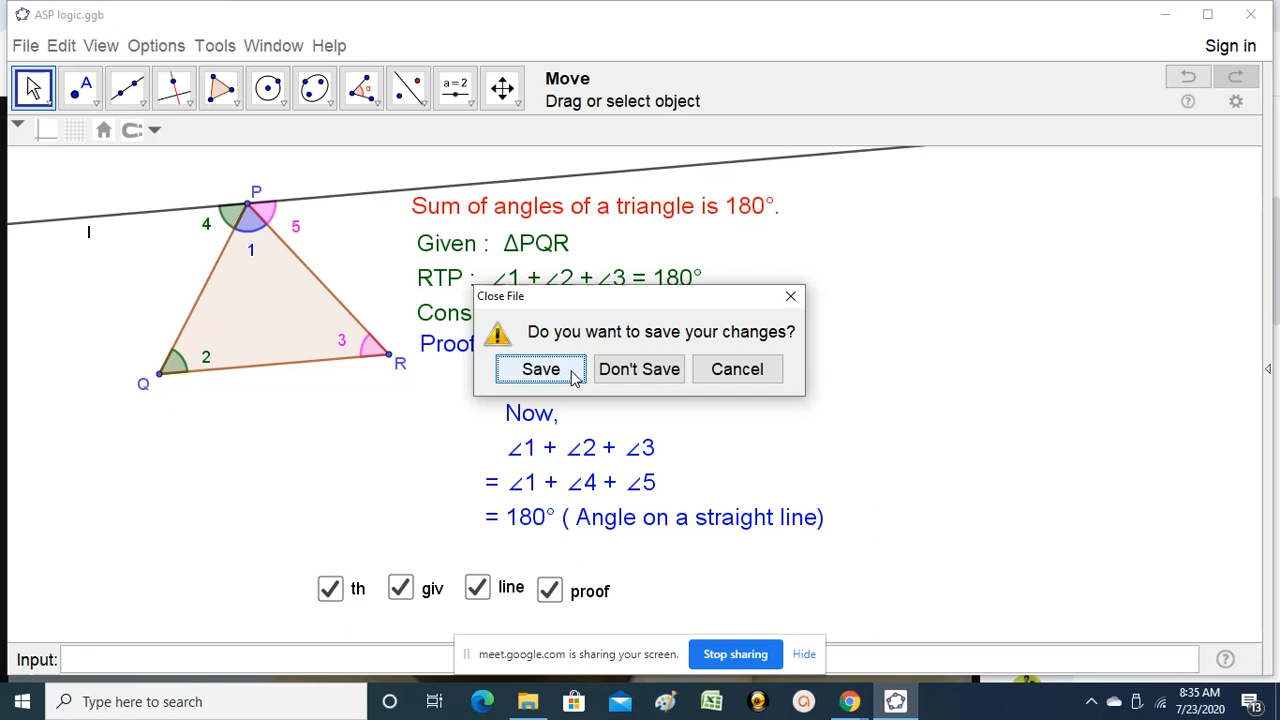 ASP logic.ggb
File Edit View Options Tools Window Help
Sign in
A
α
a=2
Move
Drag or select object
P
4
5
1
l
2
3
Q
R
Sum of angles of a triangle is 180°.
Given : ΔPQR
RTP : ∠1 + ∠2 + ∠3 = 180°
Cons
Proof
Close File
Do you want to save your changes?
Save Don't Save Cancel
Now,
∠1 + ∠2 + ∠3
= ∠1 + ∠4 + ∠5
= 180° ( Angle on a straight line)
th giv line proof
Input:
meet.google.com is sharing your screen. Stop sharing Hide
Type here to search
8:35 AM
7/23/2020
13